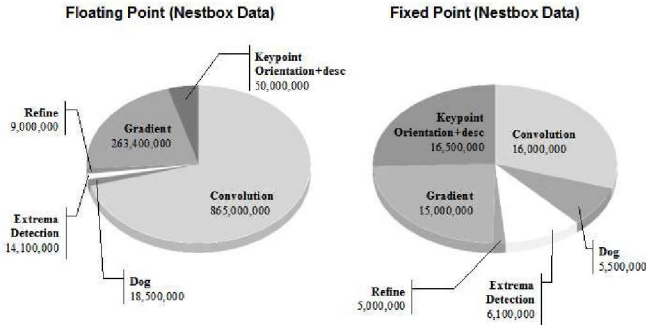 Floating Point (Nestbox Data)
Keypoint
Orientation+desc
50,000,000
Refine
9,000,000
Gradient
263,400,000
Convolution
865,000,000
Extrema
Detection
14,100,000
Dog
18,500,000
Fixed Point (Nestbox Data)
Keypoint
Orientation+desc
16,500,000
Convolution
16,000,000
Gradient
15,000,000
Dog
5,500,000
Refine
5,000,000
Extrema
Detection
6,100,000